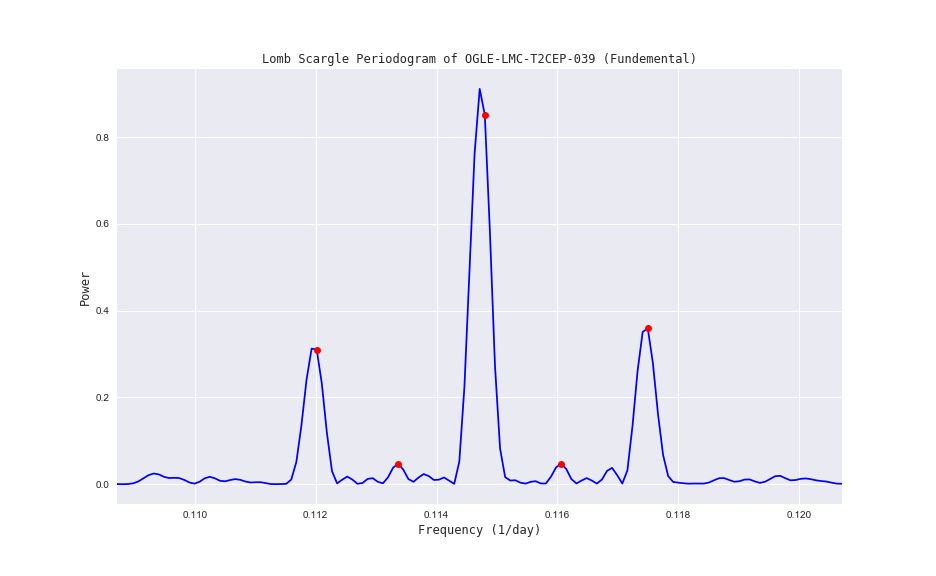 Lomb Scargle Periodogram of OGLE-LMC-T2CEP-039 (Fundemental)
0.8
0.6
0.4
0.2
0.0
Power
0.110 0.112 0.114 0.116 0.118 0.120
Frequency (1/day)